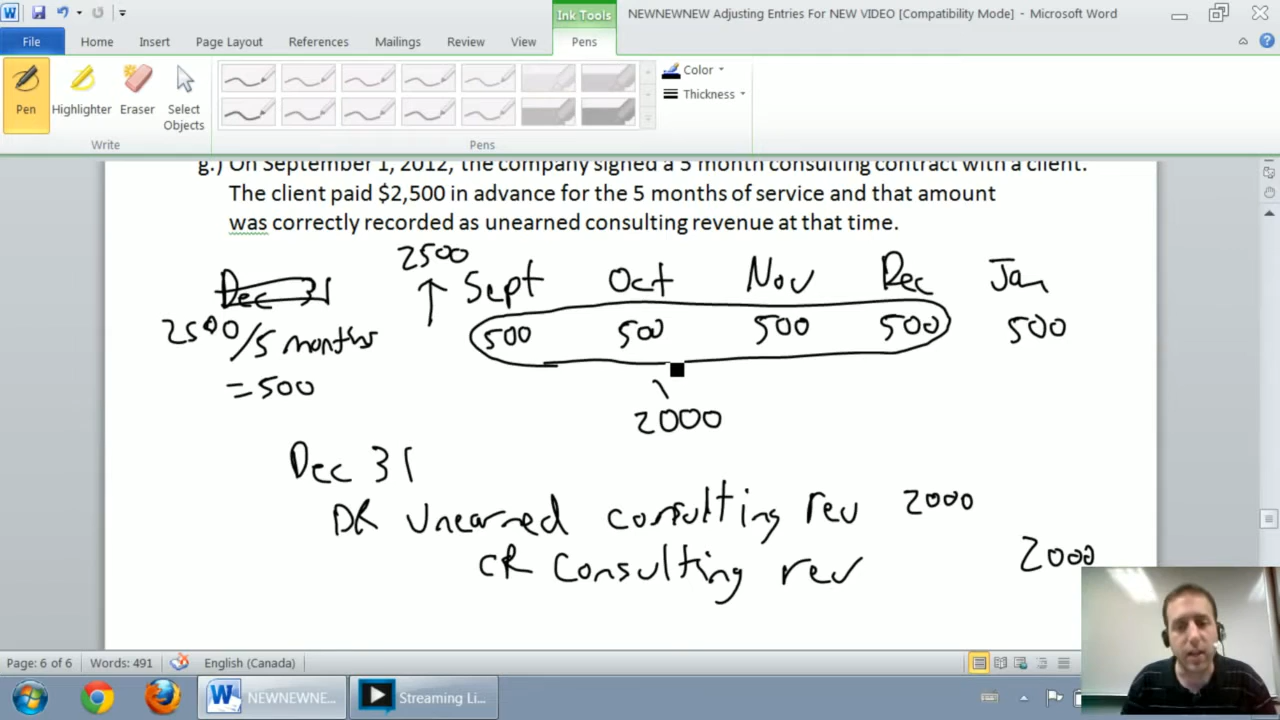 NEWNEWNEW Adjusting Entries For NEW VIDEO [Compatibility Mode] - Microsoft Word
Ink Tools
File Home Insert Page Layout References Mailings Review View Pens
Pen Highlighter Eraser Select Objects
Color
Thickness
Write Pens
g.) On September 1, 2012, the company signed a 5 month consulting contract with a client.
The client paid $2,500 in advance for the 5 months of service and that amount
was correctly recorded as unearned consulting revenue at that time.
2500
Dec 31 Sept Oct Nov Dec Jan
2500/5 months 500 500 500 500 500
=500
2000
Dec 31
DR Unearned consulting rev 2000
CR Consulting rev 2000
Page: 6 of 6 Words: 491 English (Canada)
NEWNEWNE... Streaming Li...